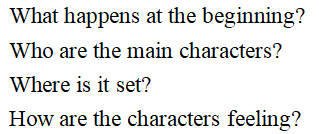 What happens at the beginning?
Who are the main characters?
Where is it set?
How are the characters feeling?